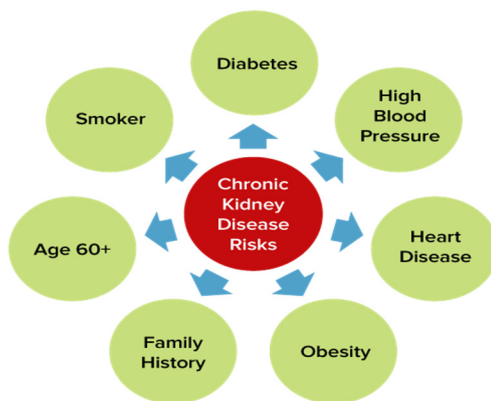 Diabetes
High
Blood
Pressure
Heart
Disease
Obesity
Family
History
Age 60+
Smoker
Chronic
Kidney
Disease
Risks